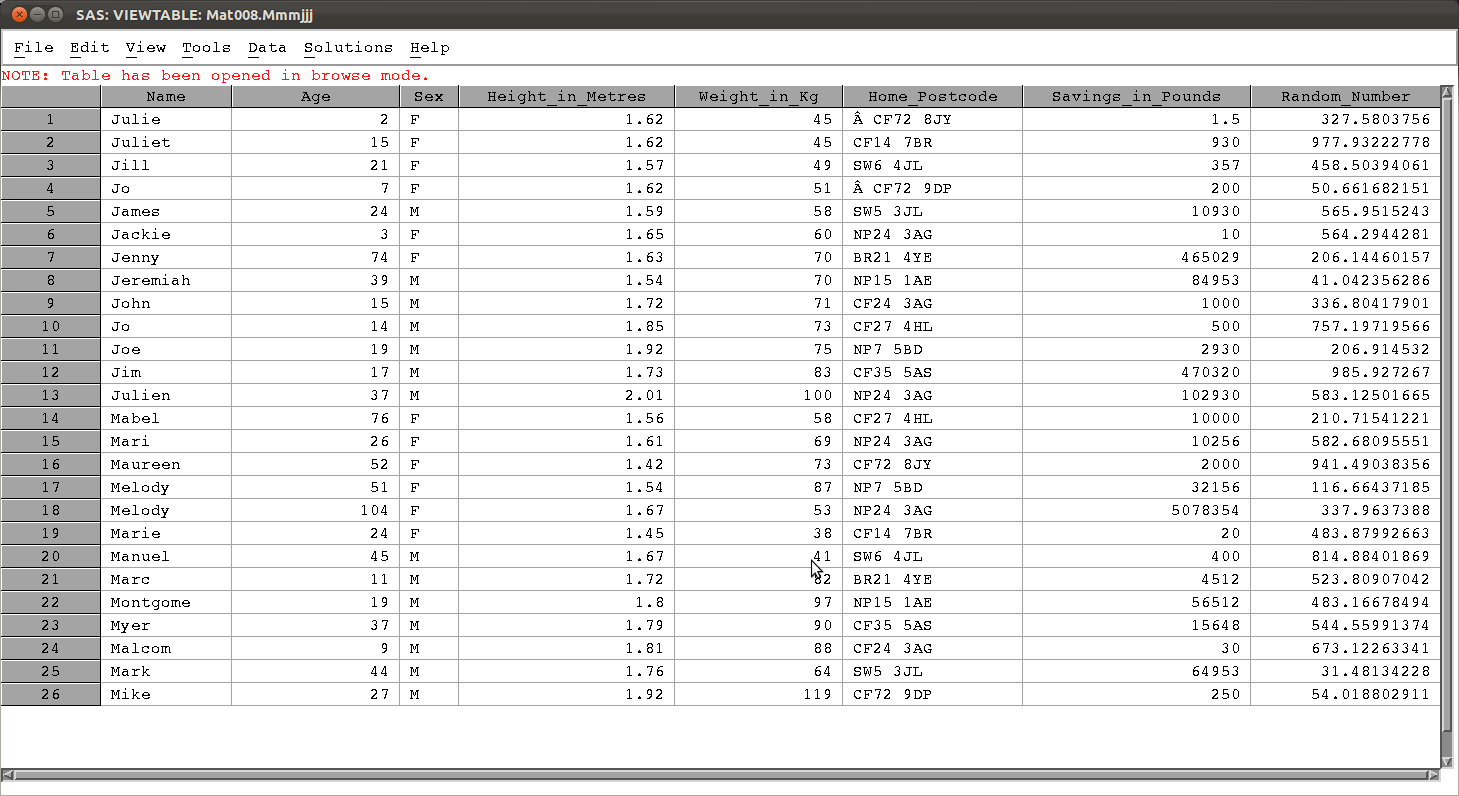 SAS: VIEWTABLE: Mat008.Mmmjjj
File Edit View Tools Data Solutions Help
NOTE: Table has been opened in browse mode.
Name Age Sex Height_in_Metres Weight_in_Kg Home_Postcode Savings_in_Pounds Random_Number
1 Julie 2 F 1.62 45 Â CF72 8JY 1.5 327.5803756
2 Juliet 15 F 1.62 45 CF14 7BR 930 977.93222778
3 Jill 21 F 1.57 49 SW6 4JL 357 458.50394061
4 Jo 7 F 1.62 51 Â CF72 9DP 200 50.661682151
5 James 24 M 1.59 58 SW5 3JL 10930 565.9515243
6 Jackie 3 F 1.65 60 NP24 3AG 10 564.2944281
7 Jenny 74 F 1.63 70 BR21 4YE 465029 206.14460157
8 Jeremiah 39 M 1.54 70 NP15 1AE 84953 41.042356286
9 John 15 M 1.72 71 CF24 3AG 1000 336.80417901
10 Jo 14 M 1.85 73 CF27 4HL 500 757.19719566
11 Joe 19 M 1.92 75 NP7 5BD 2930 206.914532
12 Jim 17 M 1.73 83 CF35 5AS 470320 985.927267
13 Julien 37 M 2.01 100 NP24 3AG 102930 583.12501665
14 Mabel 76 F 1.56 58 CF27 4HL 10000 210.71541221
15 Mari 26 F 1.61 69 NP24 3AG 10256 582.68095551
16 Maureen 52 F 1.42 73 CF72 8JY 2000 941.49038356
17 Melody 51 F 1.54 87 NP7 5BD 32156 116.66437185
18 Melody 104 F 1.67 53 NP24 3AG 5078354 337.9637388
19 Marie 24 F 1.45 38 CF14 7BR 20 483.87992663
20 Manuel 45 M 1.67 41 SW6 4JL 400 814.88401869
21 Marc 11 M 1.72 82 BR21 4YE 4512 523.80907042
22 Montgome 19 M 1.8 97 NP15 1AE 56512 483.16678494
23 Myer 37 M 1.79 90 CF35 5AS 15648 544.55991374
24 Malcom 9 M 1.81 88 CF24 3AG 30 673.12263341
25 Mark 44 M 1.76 64 SW5 3JL 64953 31.48134228
26 Mike 27 M 1.92 119 CF72 9DP 250 54.018802911